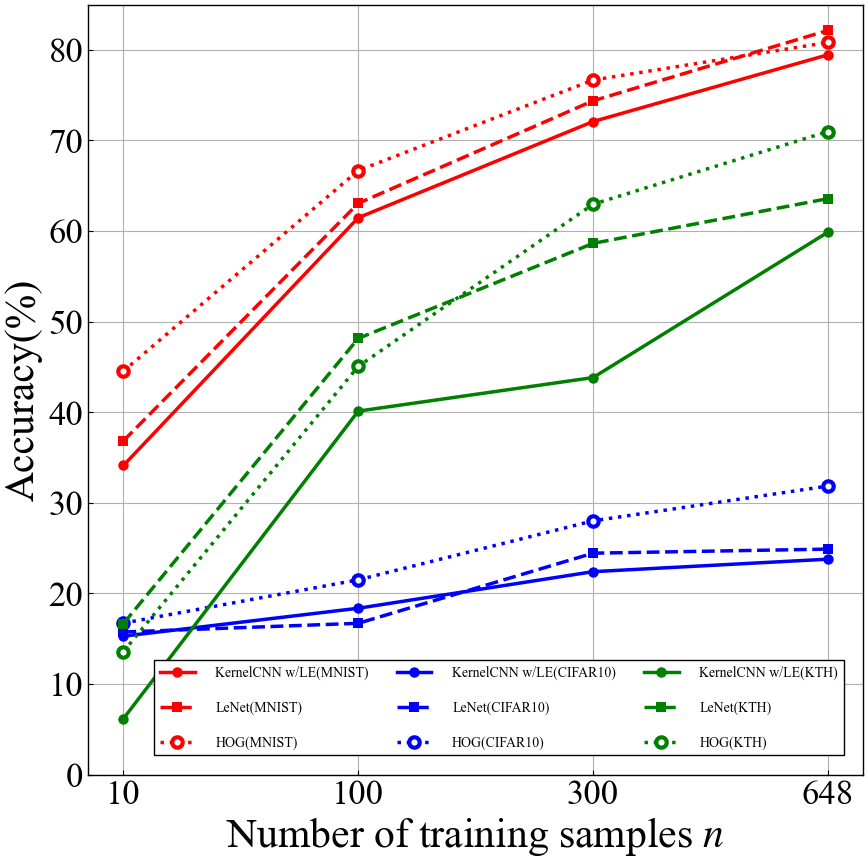 Accuracy(%)
80
70
60
50
40
30
20
10
0
KernelCNN w/LE(MNIST) KernelCNN w/LE(CIFAR10) KernelCNN w/LE(KTH)
LeNet(MNIST) LeNet(CIFAR10) LeNet(KTH)
HOG(MNIST) HOG(CIFAR10) HOG(KTH)
10 100 300 648
Number of training samples n